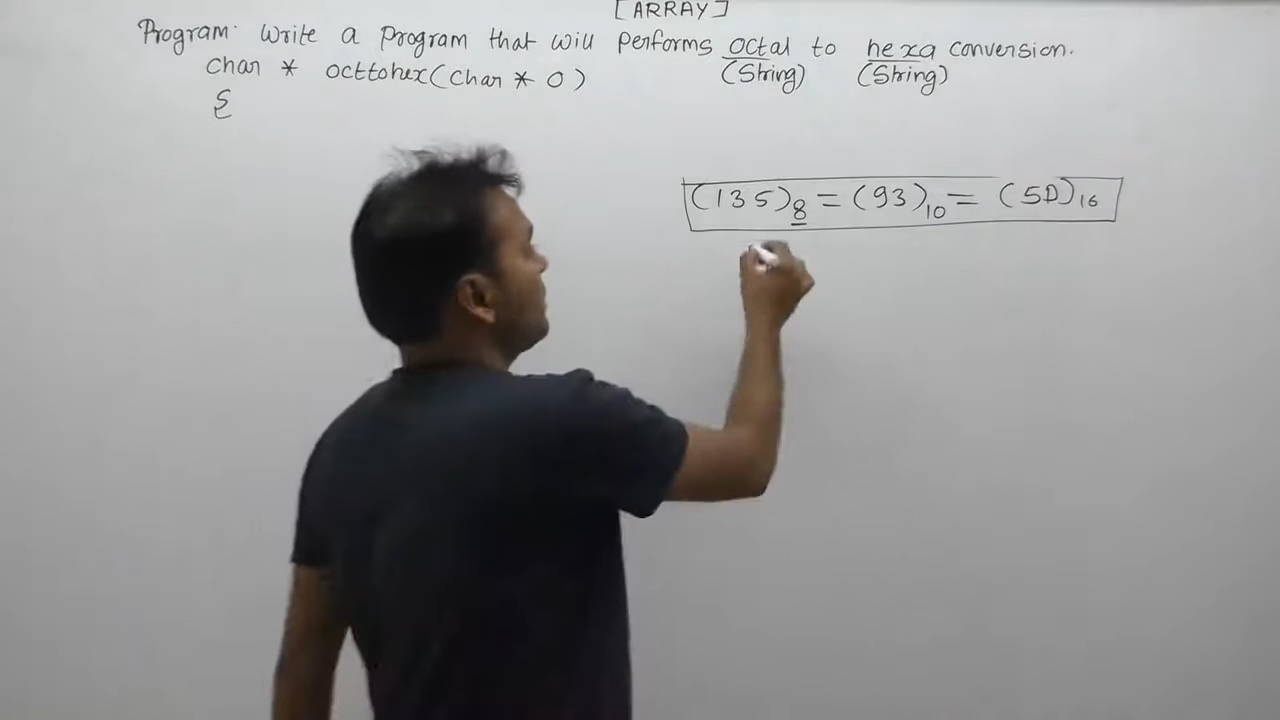 [ARRAY]
Program: Write a program that will performs octal to hexa conversion.
char * octtohex(char * O)
(String) (String)
{
(135)8 = (93)10 = (5D)16